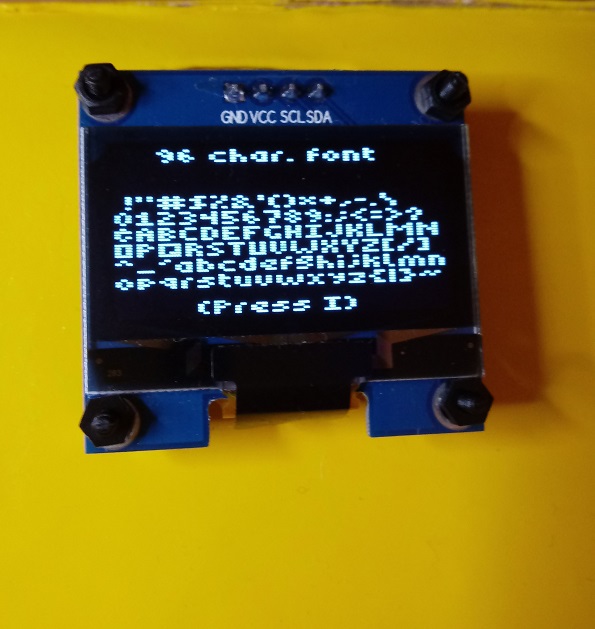 GND VCC SCL SDA
96 char. font
!"#$%&'()*+,-.\
0123456789:;<=>?
@ABCDEFGHIJKLMN
OPQRSTUVWXYZ[/]
^_`abcdefghijklmn
opqrstuvwxyz{|}~
(Press I)